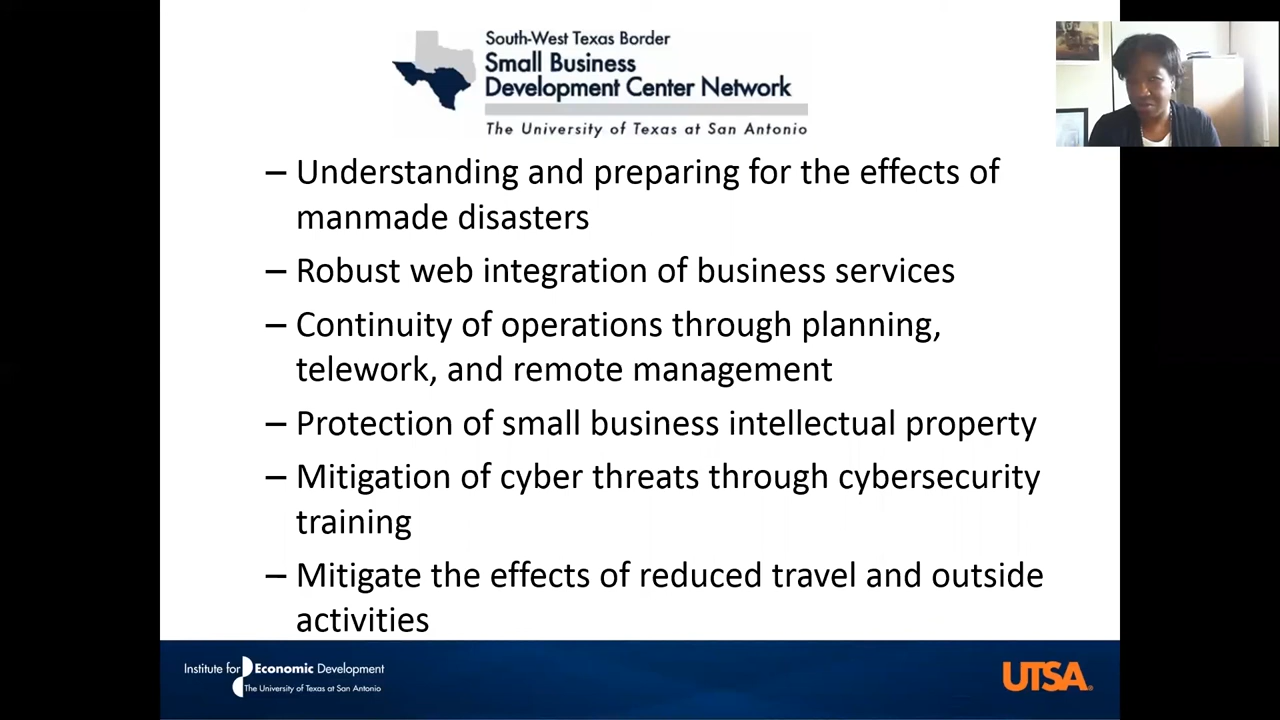 South-West Texas Border
Small Business
Development Center Network
The University of Texas at San Antonio
– Understanding and preparing for the effects of
manmade disasters
– Robust web integration of business services
– Continuity of operations through planning,
telework, and remote management
– Protection of small business intellectual property
– Mitigation of cyber threats through cybersecurity
training
– Mitigate the effects of reduced travel and outside
activities
Institute for Economic Development
The University of Texas at San Antonio
UTSA.